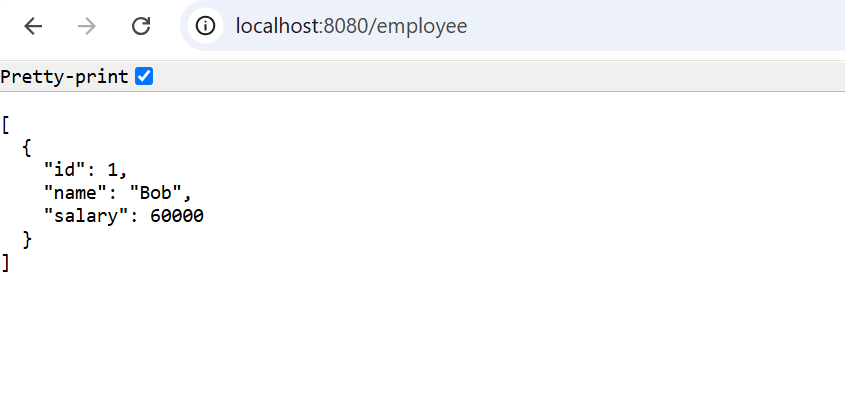 localhost:8080/employee
Pretty-print
[
  {
    "id": 1,
    "name": "Bob",
    "salary": 60000
  }
]